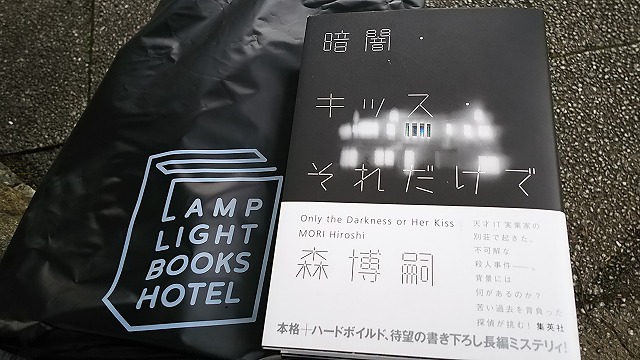 LAMP
LIGHT
BOOKS
HOTEL
暗闇・
キッス・
それだけで
Only the Darkness or Her Kiss
MORI Hiroshi
森博嗣
天才IT実業家の
別荘で起きた、
不可解な
殺人事件――。
背景には
何があるのか?
苦い過去を背負った
探偵が挑む!
集英社
本格+ハードボイルド、待望の書き下ろし長編ミステリィ!